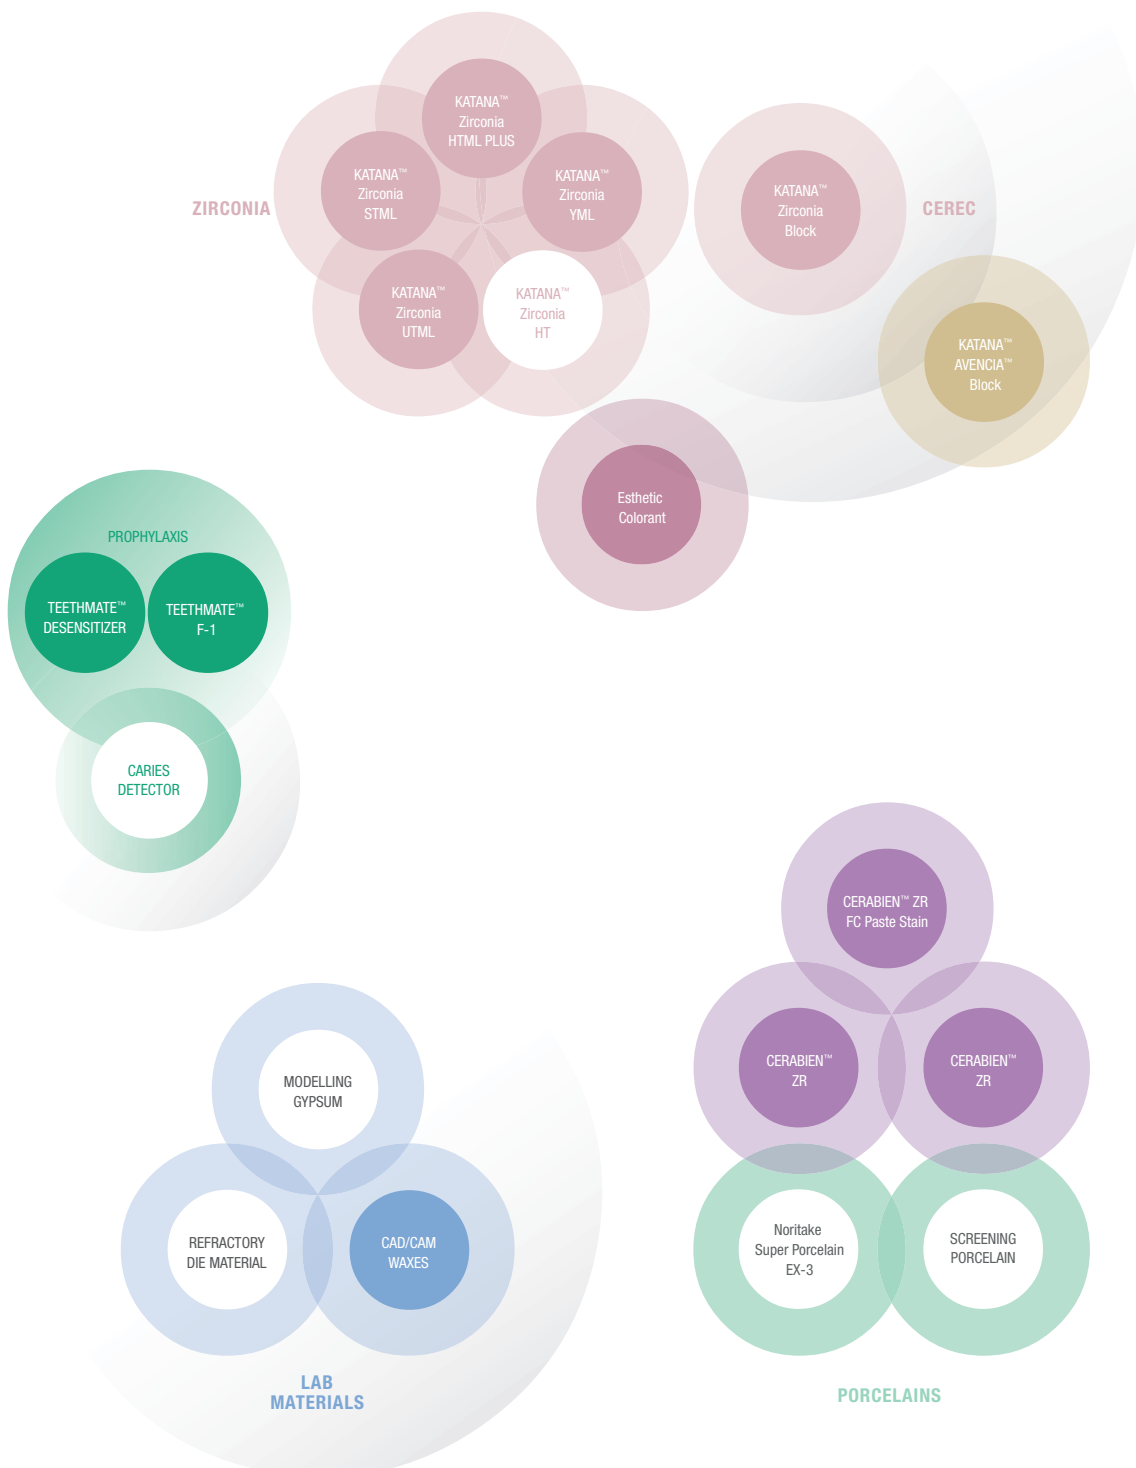 KATANA™
Zirconia
HTML PLUS
KATANA™
Zirconia
STML
KATANA™
Zirconia
YML
ZIRCONIA
KATANA™
Zirconia
UTML
KATANA™
Zirconia
HT
KATANA™
Zirconia
Block
CEREC
KATANA™
AVENCIA™
Block
Esthetic
Colorant
PROPHYLAXIS
TEETHMATE™
DESENSITIZER
TEETHMATE™
F-1
CARIES
DETECTOR
CERABIEN™ ZR
FC Paste Stain
CERABIEN™
ZR
CERABIEN™
ZR
MODELLING
GYPSUM
REFRACTORY
DIE MATERIAL
CAD/CAM
WAXES
LAB
MATERIALS
Noritake
Super Porcelain
EX-3
SCREENING
PORCELAIN
PORCELAINS